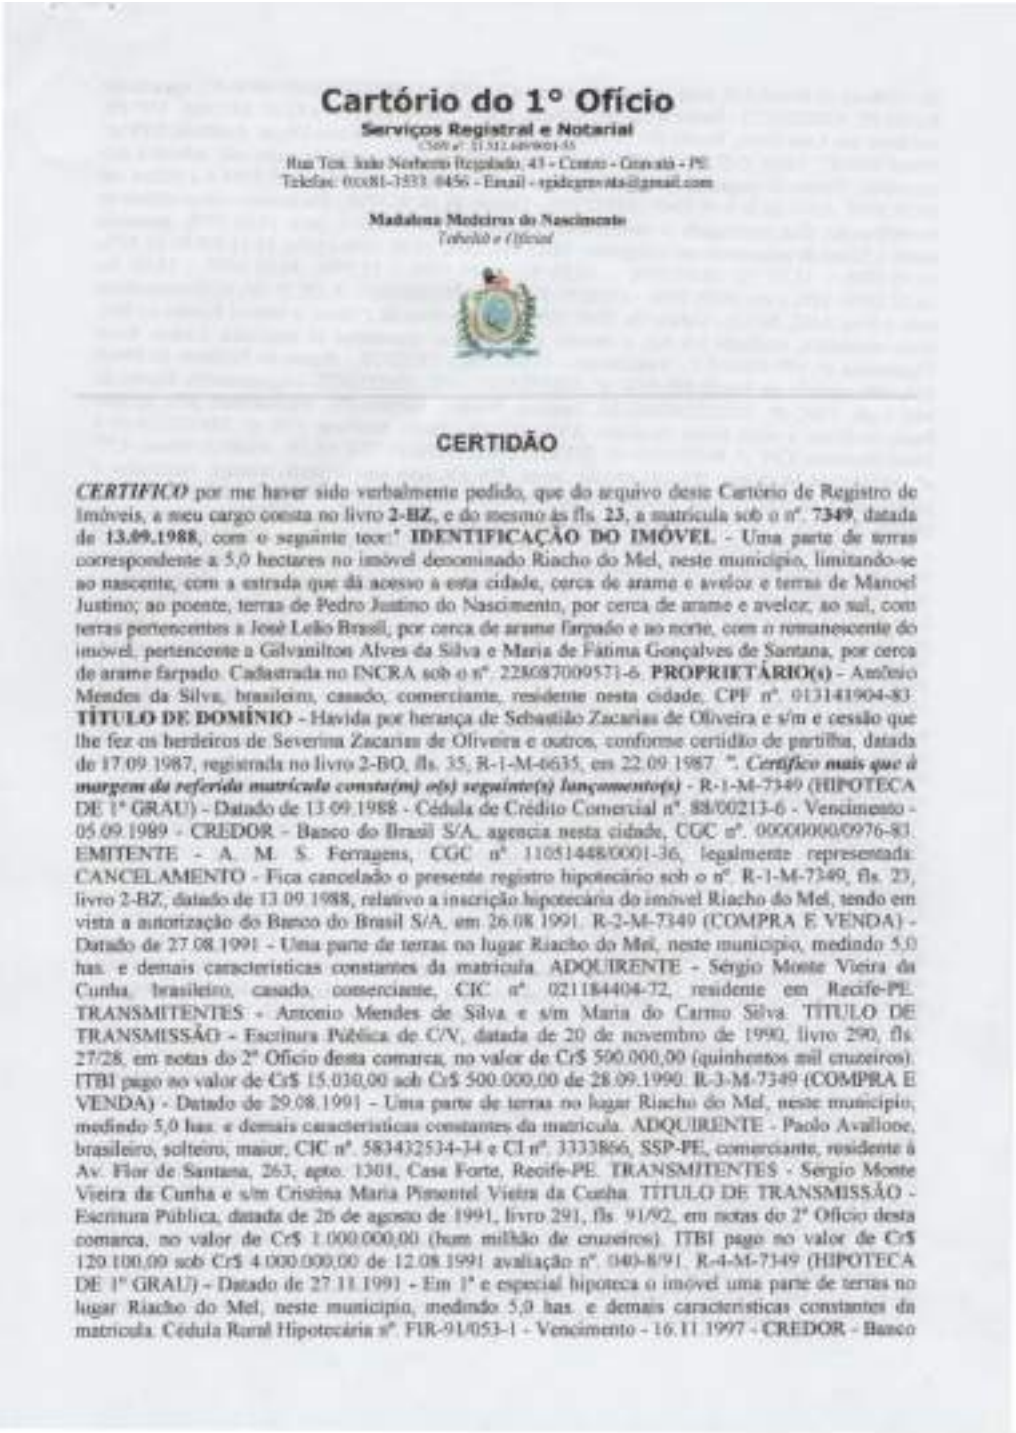 Cartório do 1º Ofício
Serviços Registral e Notarial
Rua Ten. João Norberto Regalado, 43 - Centro - Gravatá - PE
Telefax: 0xx81-3533. 0456 - Email -
Madalena Medeiros do Nascimento
Tabeliã e Oficial
CERTIDÃO
CERTIFICO por me haver sido verbalmente pedido, que do arquivo deste Cartório de Registro de
Imóveis, a meu cargo consta no livro 2-BZ, e do mesmo às fls. 23, a matrícula sob o nº. 7349, datada
de 13.09.1988, com o seguinte teor:" IDENTIFICAÇÃO DO IMÓVEL - Uma parte de terras
correspondente a 5,0 hectares no imóvel denominado Riacho do Mel, neste município, limitando-se
ao nascente, com a estrada que dá acesso a esta cidade, cerca de arame e aveloz e terras de Manoel
Justino; ao poente, terras de Pedro Justino do Nascimento, por cerca de arame e aveloz, ao sul, com
terras pertencentes a José Leão Brasil, por cerca de arame farpado e ao norte, com o remanescente do
imóvel, pertencente a Gilvanilton Alves da Silva e Maria de Fátima Gonçalves de Santana, por cerca
de arame farpado. Cadastrada no INCRA sob o nº. 228087009571-6. PROPRIETÁRIO(s) - Antônio
Mendes da Silva, brasileiro, casado, comerciante, residente nesta cidade, CPF nº. 013141904-83.
TÍTULO DE DOMÍNIO - Havida por herança de Sebastião Zacarias de Oliveira e s/m e cessão que
lhe fez os herdeiros de Severina Zacarias de Oliveira e outros, conforme certidão de partilha, datada
de 17.09.1987, registrada no livro 2-BO, fls. 35, R-1-M-6635, em 22.09.1987. ". Certifico mais que à
margem da referida matrícula consta(m) o(s) seguinte(s) lançamento(s) - R-1-M-7349 (HIPOTECA
DE 1º GRAU) - Datado de 13.09.1988 - Cédula de Crédito Comercial nº. 88/00213-6 - Vencimento -
05.09.1989 - CREDOR - Banco do Brasil S/A, agencia nesta cidade, CGC nº. 00000000/0976-83.
EMITENTE - A. M. S. Ferragens, CGC nº 11051448/0001-36, legalmente representada.
CANCELAMENTO - Fica cancelado o presente registro hipotecário sob o nº. R-1-M-7349, fls. 23,
livro 2-BZ, datado de 13.09.1988, relativo a inscrição hipotecária do imóvel Riacho do Mel, tendo em
vista a autorização do Banco do Brasil S/A, em 26.08.1991. R-2-M-7349 (COMPRA E VENDA) -
Datado de 27.08.1991 - Uma parte de terras no lugar Riacho do Mel, neste município, medindo 5,0
has. e demais características constantes da matrícula. ADQUIRENTE - Sérgio Monte Vieira da
Cunha, brasileiro, casado, comerciante, CIC nº. 021184404-72, residente em Recife-PE.
TRANSMITENTES - Antonio Mendes de Silva e s/m Maria do Carmo Silva. TÍTULO DE
TRANSMISSÃO - Escritura Pública de C/V, datada de 20 de novembro de 1990, livro 290, fls.
27/28, em notas do 2º Ofício desta comarca, no valor de Cr$ 500.000,00 (quinhentos mil cruzeiros).
ITBI pago no valor de Cr$ 15.030,00 sob Cr$ 500.000,00 de 28.09.1990. R-3-M-7349 (COMPRA E
VENDA) - Datado de 29.08.1991 - Uma parte de terras no lugar Riacho do Mel, neste município,
medindo 5,0 has. e demais características constantes da matrícula. ADQUIRENTE - Paolo Avallone,
brasileiro, solteiro, maior, CIC nº. 583432534-34 e CI nº. 3333866, SSP-PE, comerciante, residente à
Av. Flor de Santana, 263, apto. 1301, Casa Forte, Recife-PE. TRANSMITENTES - Sergio Monte
Vieira da Cunha e s/m Cristina Maria Pimentel Vieira da Cunha. TÍTULO DE TRANSMISSÃO -
Escritura Pública, datada de 26 de agosto de 1991, livro 291, fls. 91/92, em notas do 2º Ofício desta
comarca, no valor de Cr$ 1.000.000,00 (hum milhão de cruzeiros). ITBI pago no valor de Cr$
120.100,00 sob Cr$ 4.000.000,00 de 12.08.1991 avaliação nº. 040-8/91. R-4-M-7349 (HIPOTECA
DE 1º GRAU) - Datado de 27.11.1991 - Em 1ª e especial hipoteca o imóvel uma parte de terras no
lugar Riacho do Mel, neste município, medindo 5,0 has. e demais características constantes da
matrícula. Cédula Rural Hipotecária nº. FIR-91/053-1 - Vencimento - 16.11.1997 - CREDOR - Banco